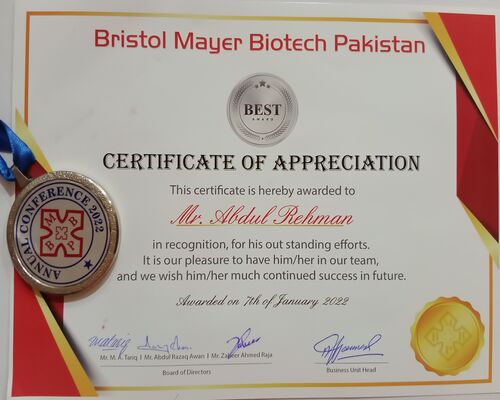 Bristol Mayer Biotech Pakistan
BEST
AWARD
CERTIFICATE OF APPRECIATION
This certificate is hereby awarded to
Mr. Abdul Rehman
in recognition, for his out standing efforts.
It is our pleasure to have him/her in our team,
and we wish him/her much continued success in future.
Awarded on 7th of January 2022
Mr. M. A. Tariq I Mr. Abdul Razaq Awan I Mr. Zaheer Ahmed Raja
Board of Directors
Business Unit Head
ANNUAL CONFERENCE 2022